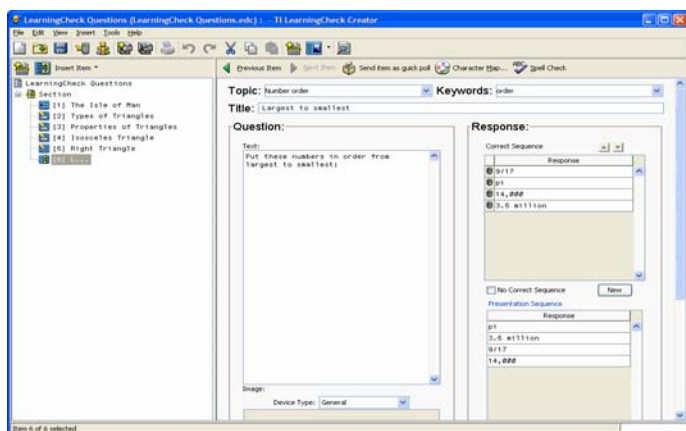 LearningCheck Questions (LearningCheck Questions.edc) : - TI LearningCheck Creator
File Edit View Insert Tools Help
Insert Item
Previous Item Next Item Send item as quick poll Character Map... Spell Check
LearningCheck Questions
Section
[1] The Isle of Man
[2] Types of Triangles
[3] Properties of Triangles
[4] Isosceles Triangle
[5] Right Triangle
[6] L...
Topic: Number order Keywords: order
Title: Largest to smallest
Question:
Text:
Put these numbers in order from
largest to smallest:
Image:
Device Type: General
Response:
Correct Sequence
Response
9/17
pi
14,000
3.5 million
No Correct Sequence New
Presentation Sequence
Response
pi
3.5 million
9/17
14,000
Item 6 of 6 selected